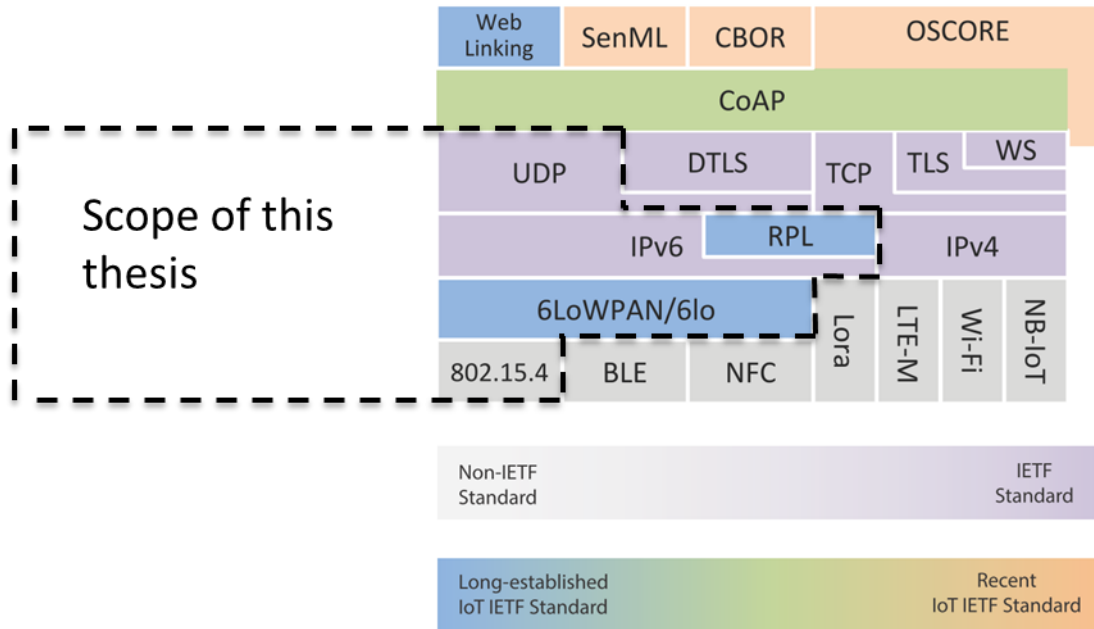 Web
Linking
SenML
CBOR
OSCORE
CoAP
UDP
DTLS
TCP
TLS
WS
Scope of this
thesis
IPv6
RPL
IPv4
6LoWPAN/6lo
Lora
LTE-M
Wi-Fi
NB-IoT
802.15.4
BLE
NFC
Non-IETF
Standard
IETF
Standard
Long-established
IoT IETF Standard
Recent
IoT IETF Standard